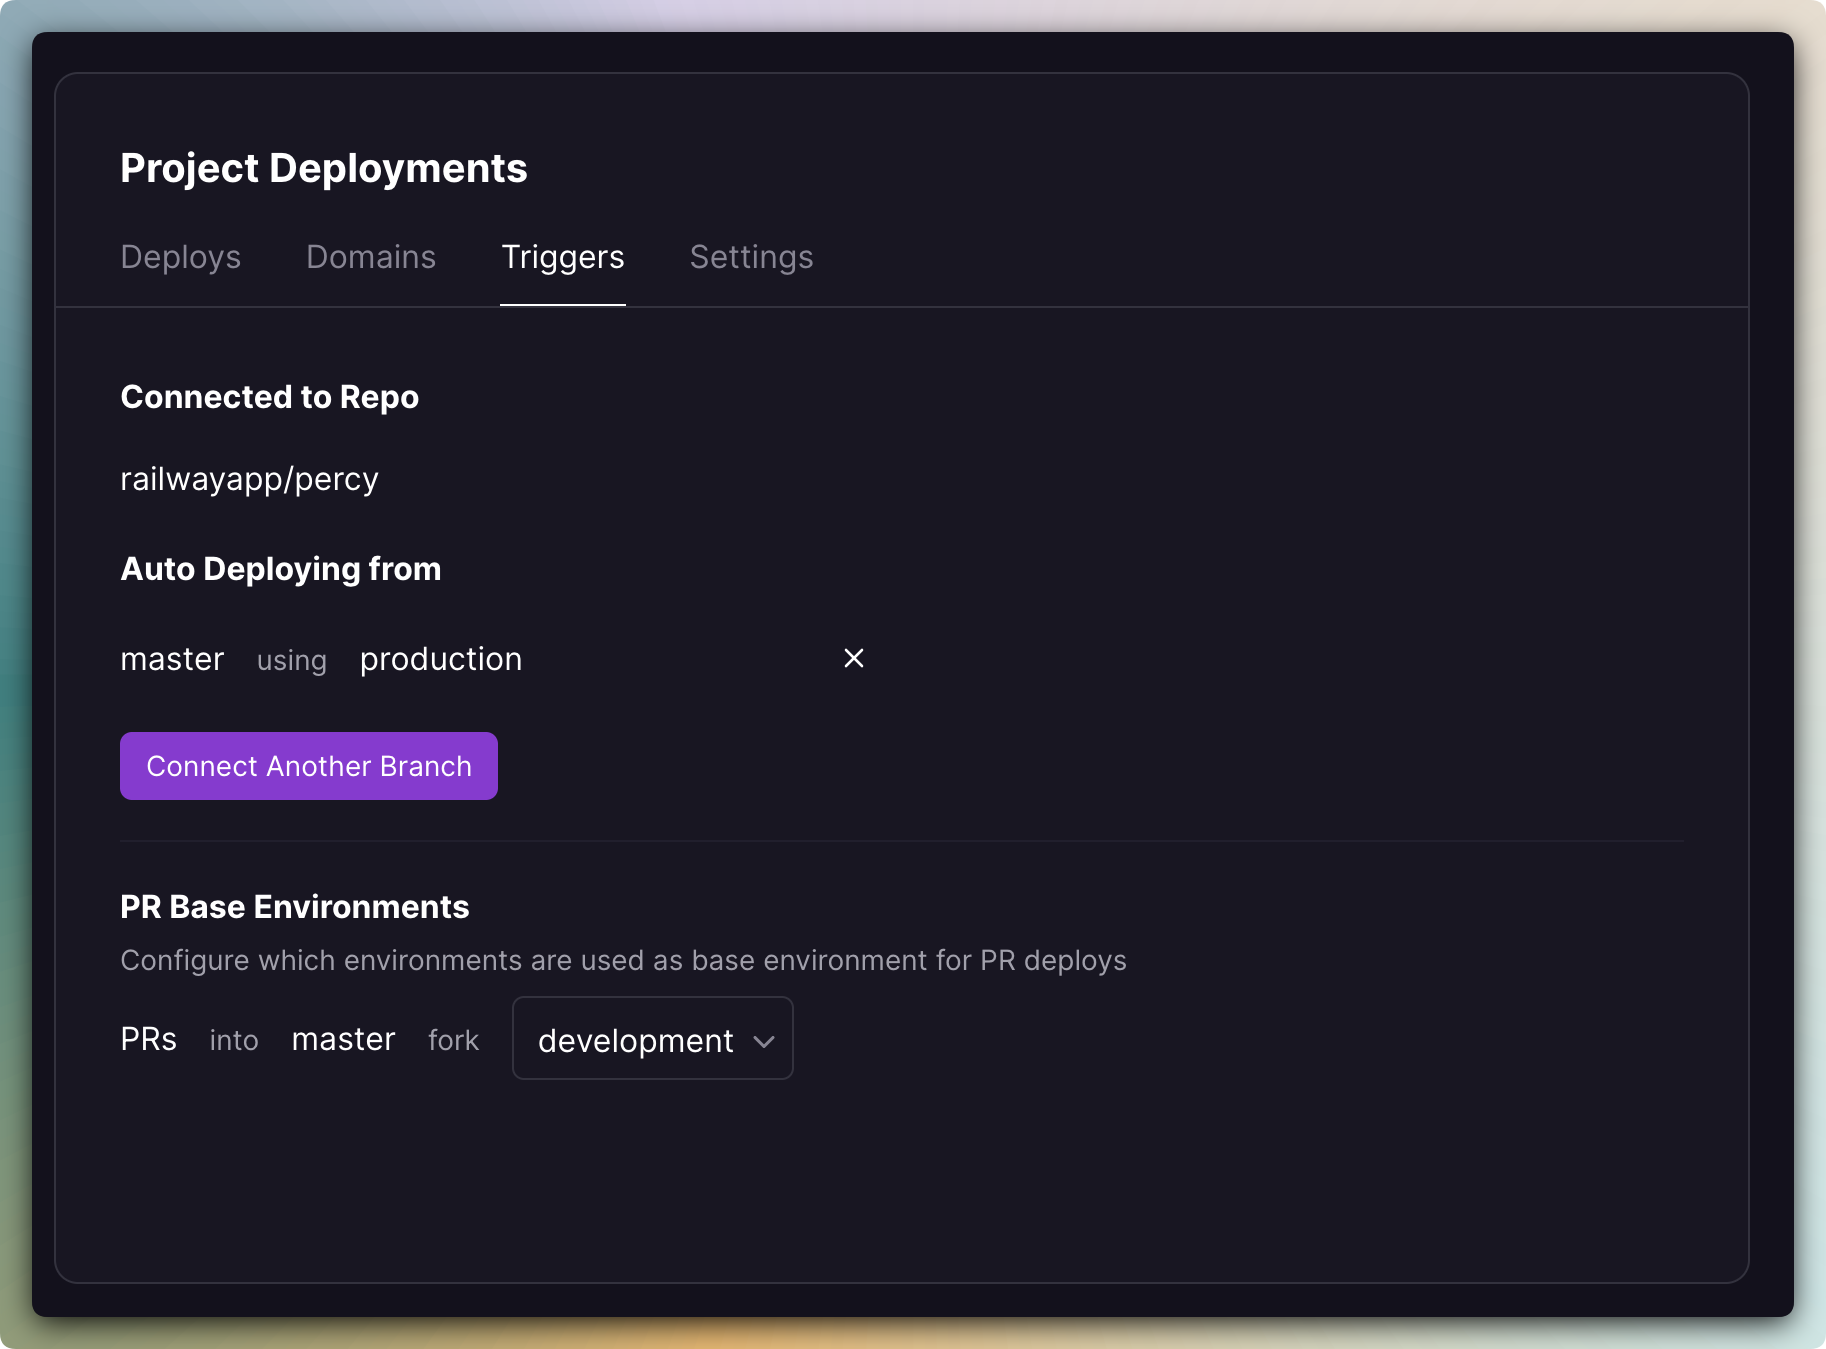 Project Deployments
Deploys Domains Triggers Settings
Connected to Repo
railwayapp/percy
Auto Deploying from
master using production
Connect Another Branch
PR Base Environments
Configure which environments are used as base environment for PR deploys
PRs into master fork development